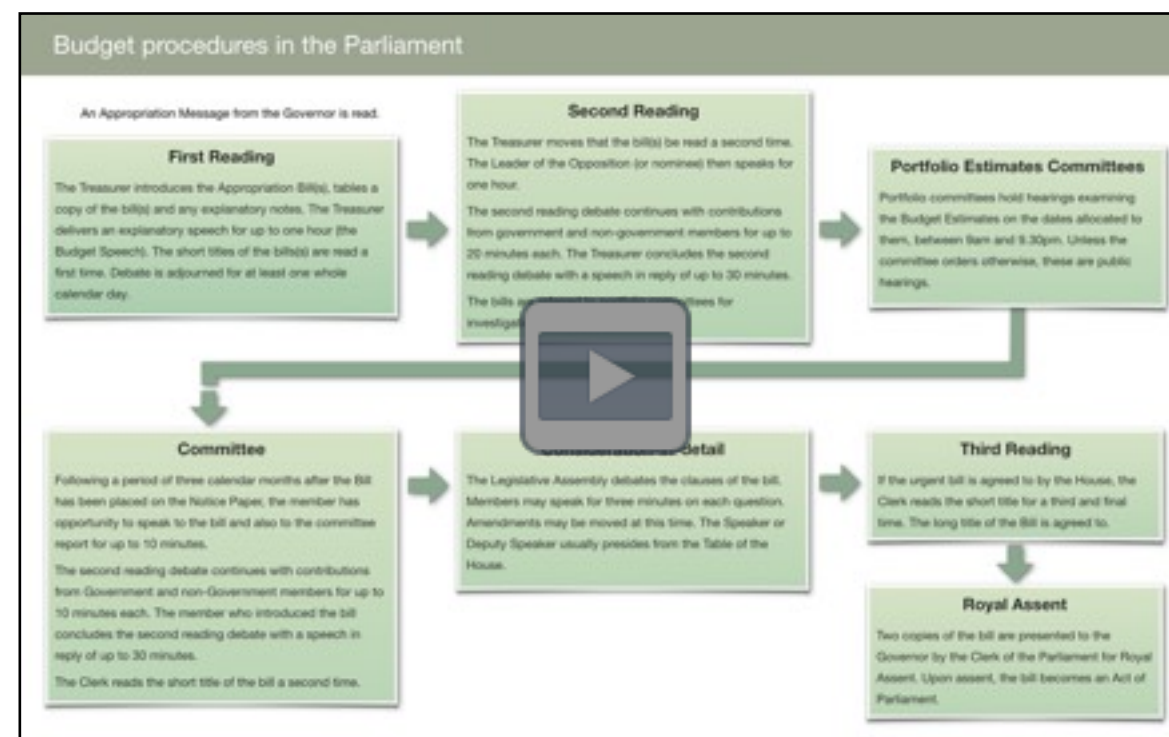 Budget procedures in the Parliament
An Appropriation Message from the Governor is read.
First Reading
The Treasurer introduces the Appropriation Bill(s), tables a
copy of the bill(s) and any explanatory notes. The Treasurer
delivers an explanatory speech for up to one hour (the
Budget Speech). The short titles of the bills(s) are read a
first time. Debate is adjourned for at least one whole
calendar day.
Second Reading
The Treasurer moves that the bill(s) be read a second time.
The Leader of the Opposition (or nominee) then speaks for
one hour.
The second reading debate continues with contributions
from government and non-government members for up to
20 minutes each. The Treasurer concludes the second
reading debate with a speech in reply of up to 30 minutes.
The bills for
Portfolio Estimates Committees
Portfolio committees hold hearings examining
the Budget Estimates on the dates allocated to
them, between 9am and 9.30pm. Unless the
committee orders otherwise, these are public
hearings.
Committee
Following a period of three calendar months after the Bill
has been placed on the Notice Paper, the member has
opportunity to speak to the bill and also to the committee
report for up to 10 minutes.
The second reading debate continues with contributions
from Government and non-Government members for up to
10 minutes each. The member who introduced the bill
concludes the second reading debate with a speech in
reply of up to 30 minutes.
The Clerk reads the short title of the bill a second time.
Detail
The Legislative Assembly debates the clauses of the bill.
Members may speak for three minutes on each question.
Amendments may be moved at this time. The Speaker or
Deputy Speaker usually presides from the Table of the
House.
Third Reading
If the urgent bill is agreed to by the House, the
Clerk reads the short title for a third and final
time. The long title of the Bill is agreed to.
Royal Assent
Two copies of the bill are presented to the
Governor by the Clerk of the Parliament for Royal
Assent. Upon assent, the bill becomes an Act of
Parliament.